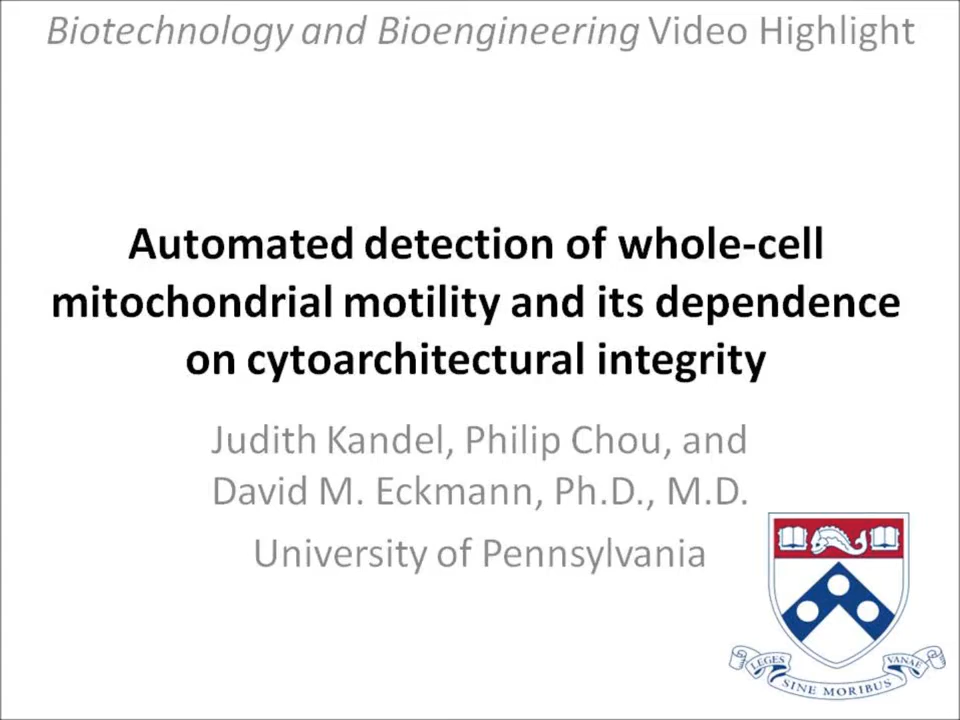 Biotechnology and Bioengineering Video Highlight
Automated detection of whole-cell
mitochondrial motility and its dependence
on cytoarchitectural integrity
Judith Kandel, Philip Chou, and
David M. Eckmann, Ph.D., M.D.
University of Pennsylvania
LEGES
SINE MORIBUS
VANAE